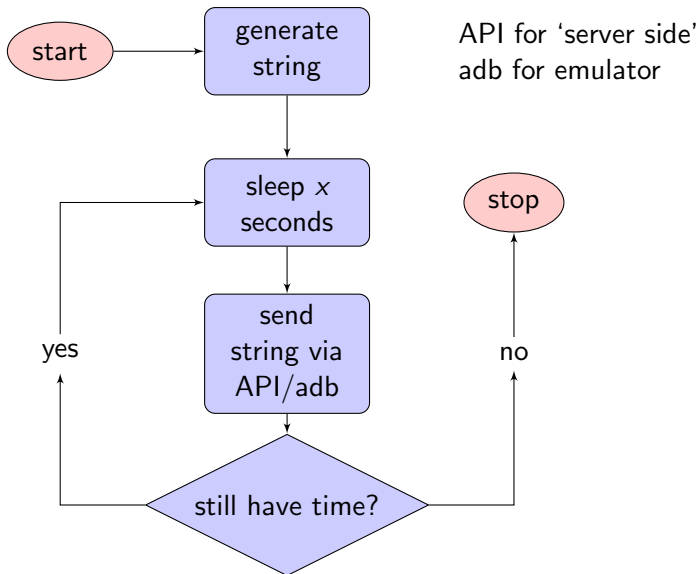 start
generate
string
API for ‘server side’
adb for emulator
sleep x
seconds
stop
send
string via
API/adb
yes
no
still have time?